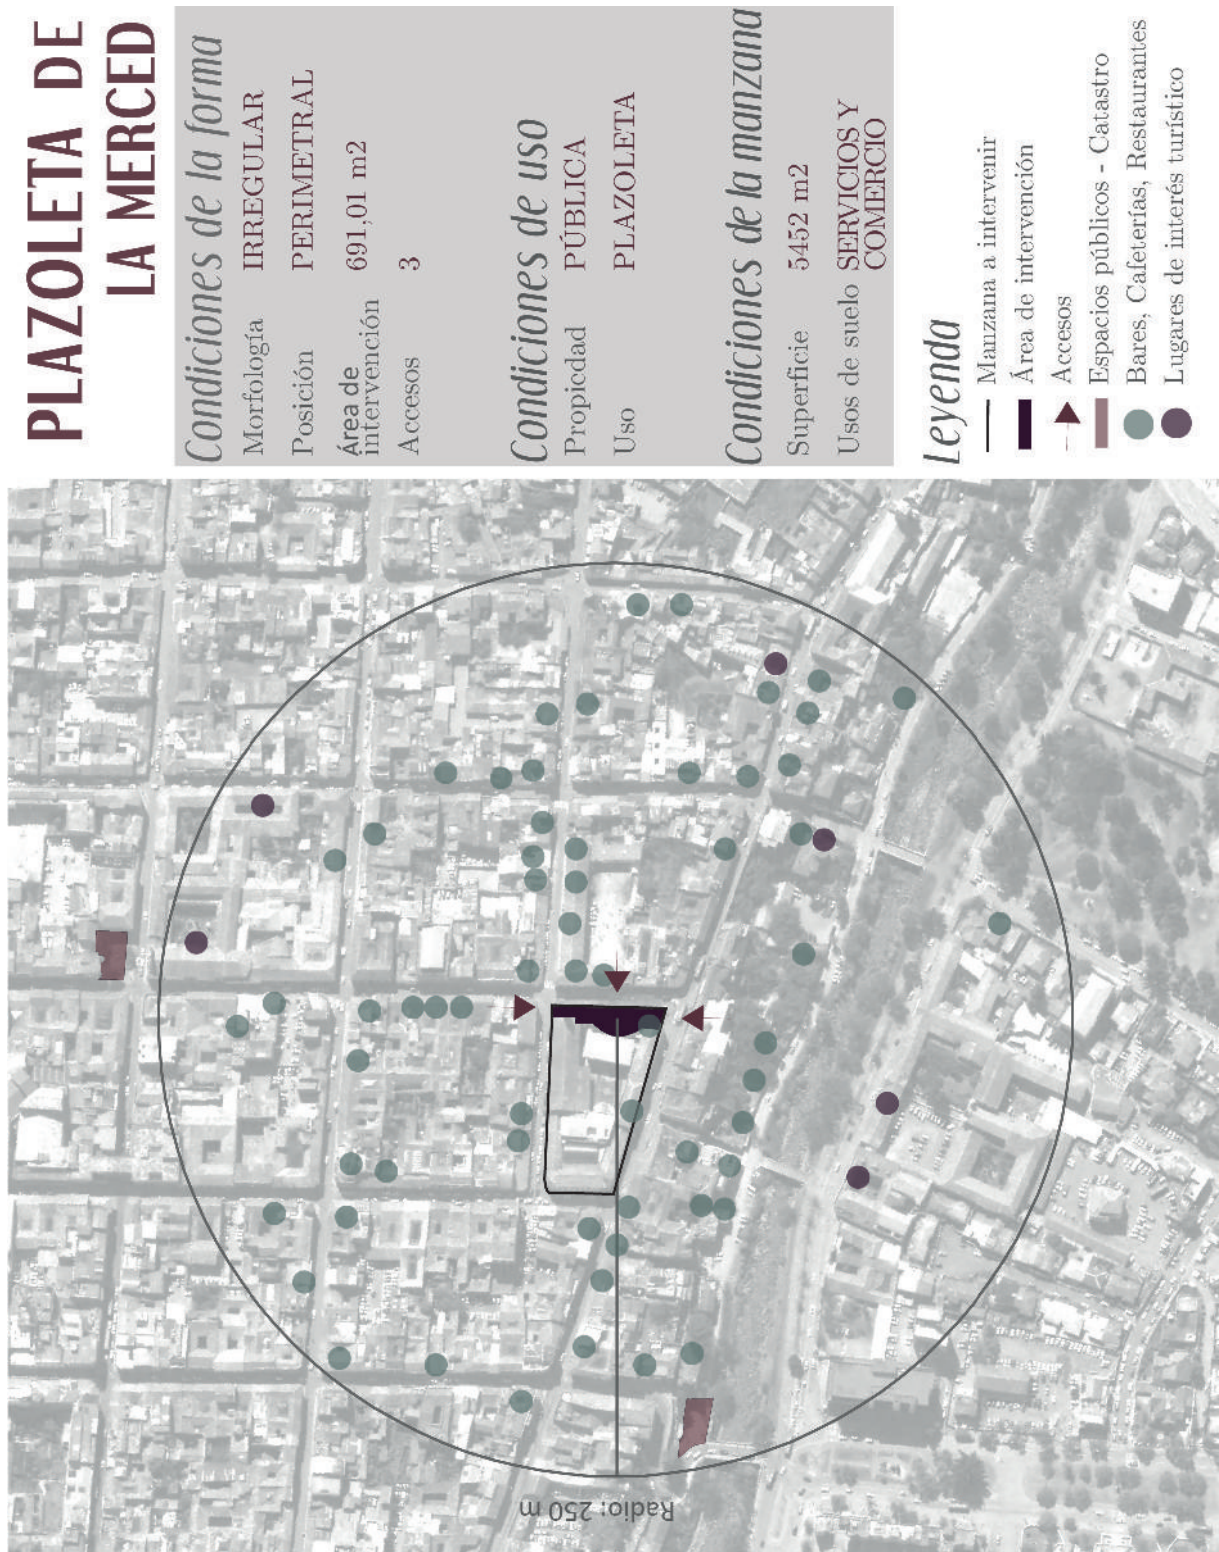 PLAZOLETA DE
LA MERCED
Condiciones de la forma
Morfología IRREGULAR
Posición PERIMETRAL
Área de
intervención 691,01 m2
Accesos 3
Condiciones de uso
Propiedad PÚBLICA
Uso PLAZOLETA
Condiciones de la manzana
Superficie 5452 m2
Usos de suelo SERVICIOS Y
COMERCIO
Leyenda
Manzana a intervenir
Área de intervención
Accesos
Espacios públicos - Catastro
Bares, Cafeterías, Restaurantes
Lugares de interés turístico
Radio: 250 m